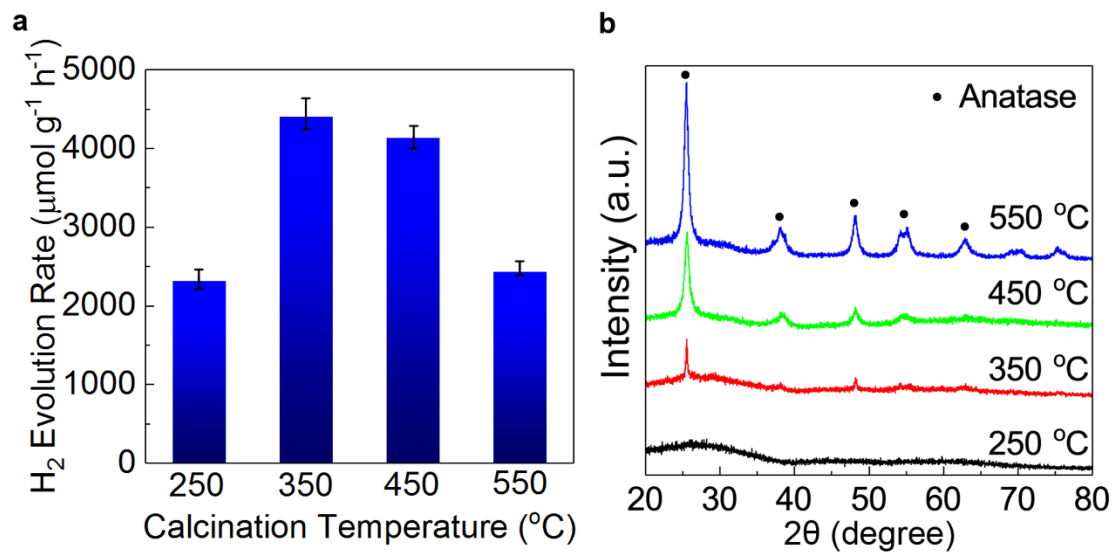 a
H₂ Evolution Rate (μmol g⁻¹ h⁻¹)
5000
4000
3000
2000
1000
0
250 350 450 550
Calcination Temperature (°C)
b
Intensity (a.u.)
• Anatase
550 °C
450 °C
350 °C
250 °C
20 30 40 50 60 70 80
2θ (degree)